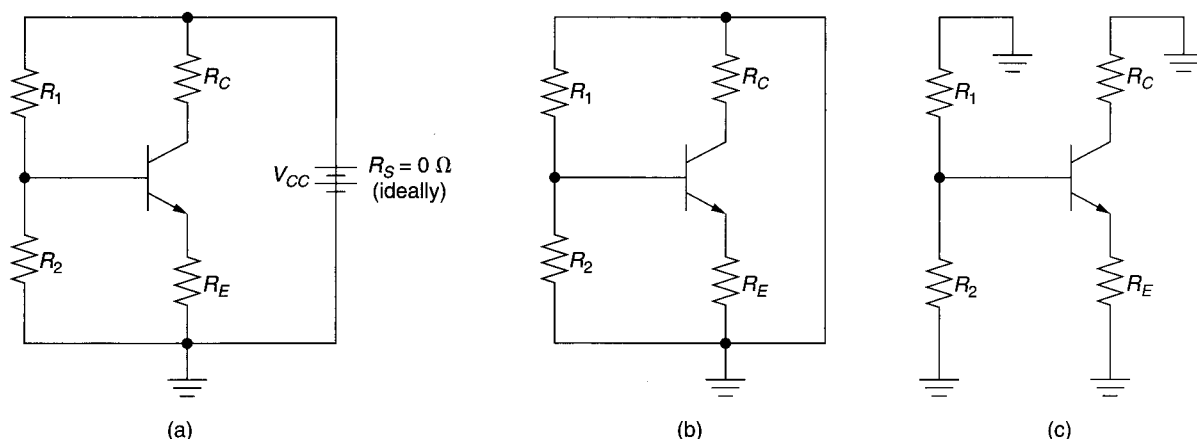 R1
RC
VCC
RS = 0 Ω
(ideally)
R2
RE
(a)
R1
RC
R2
RE
(b)
R1
RC
R2
RE
(c)